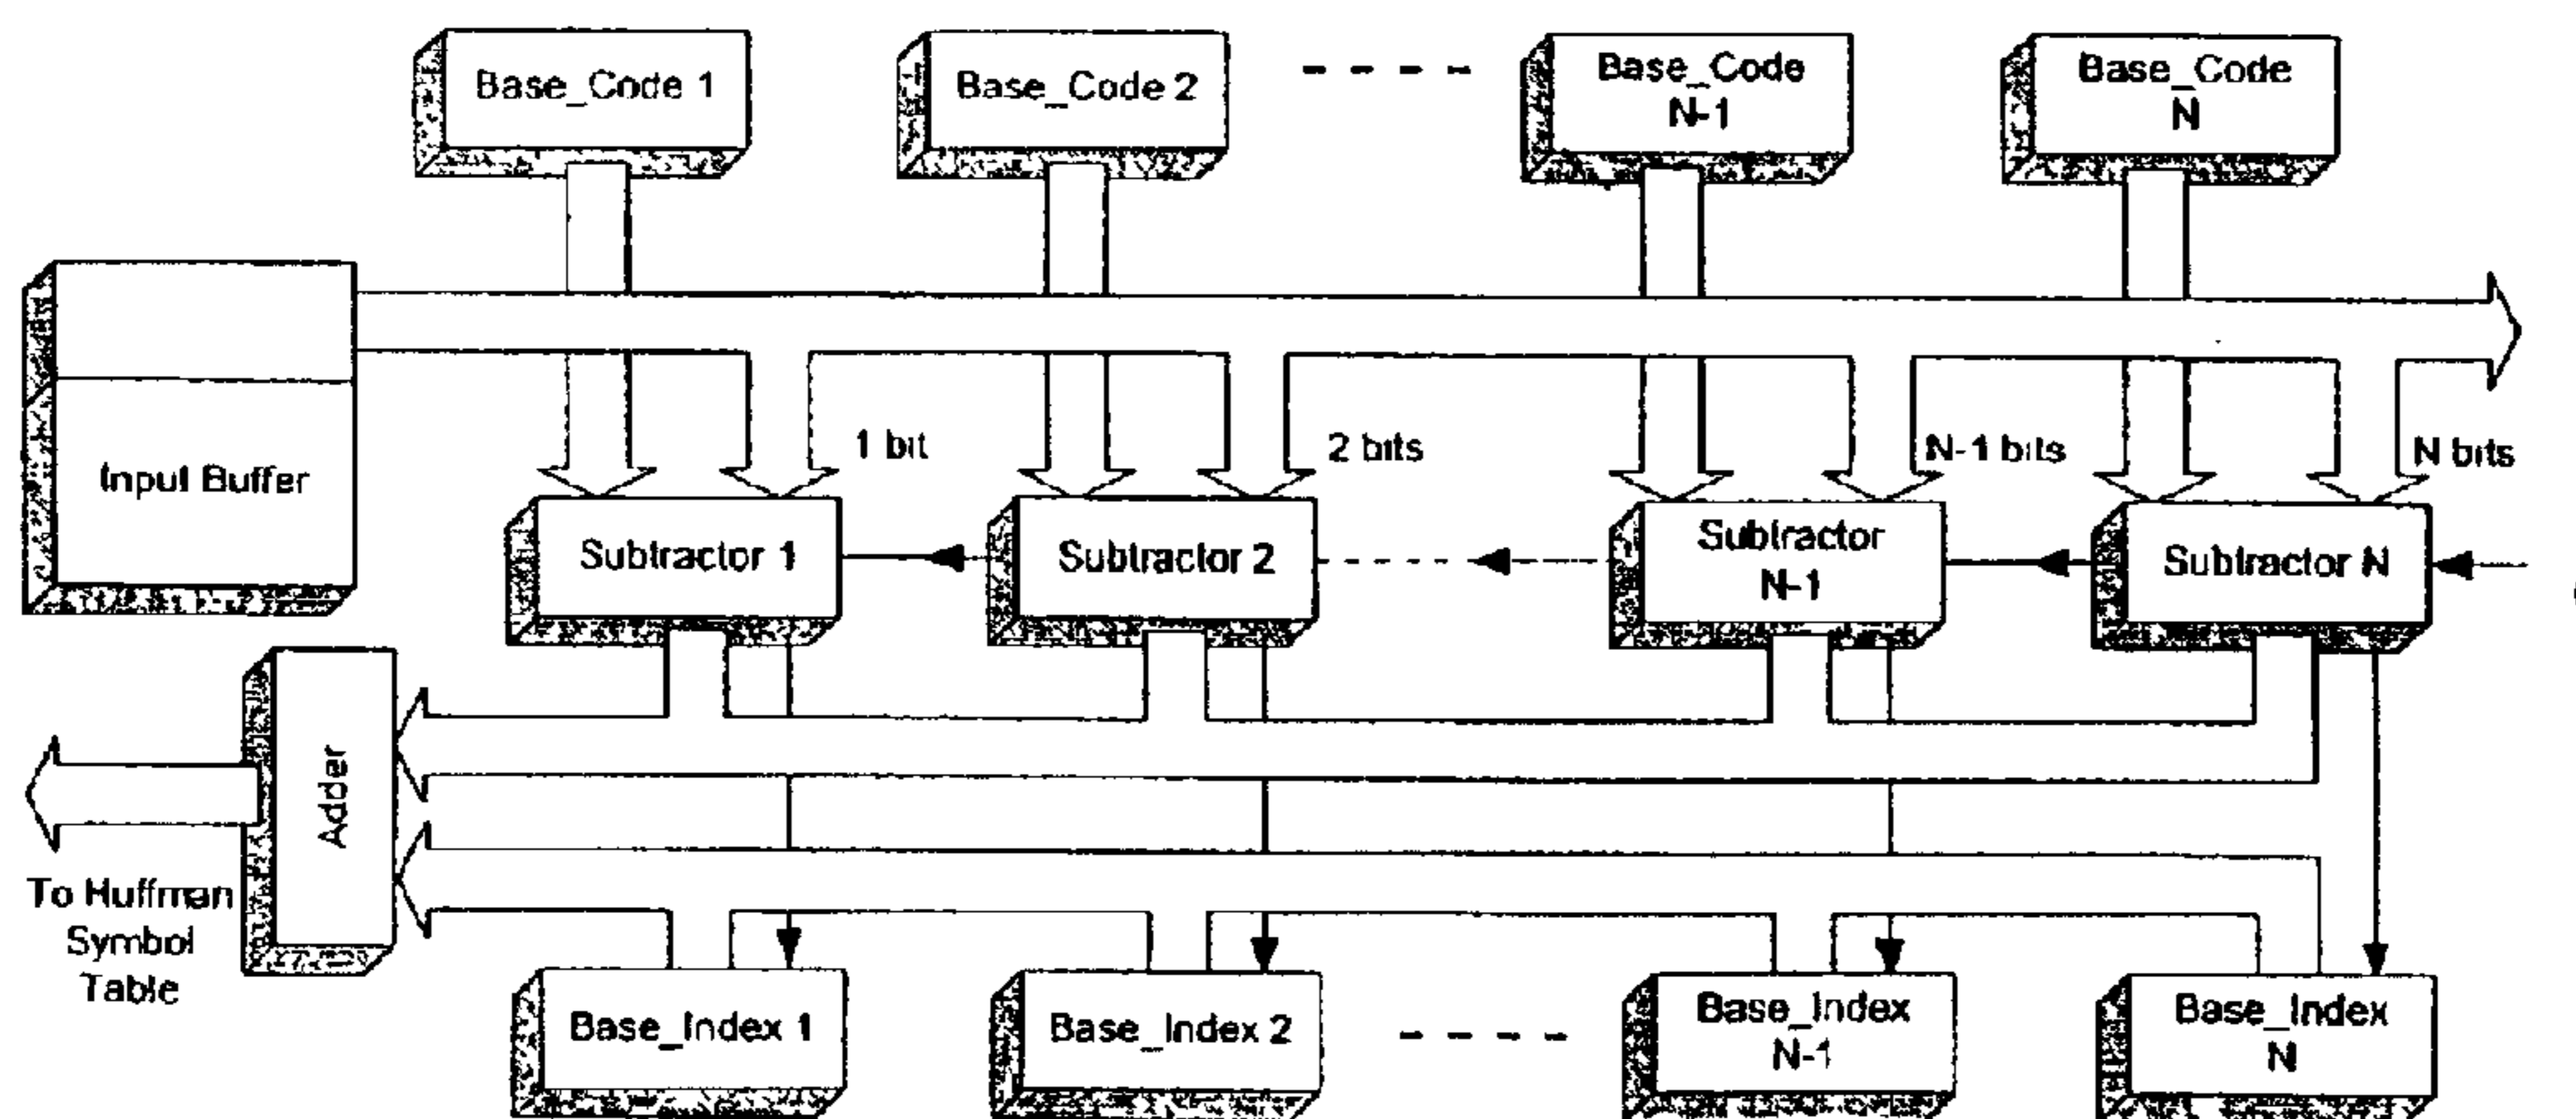 Base_Code 1
Base_Code 2
Base_Code
N-1
Base_Code
N
Input Buffer
1 bit
2 bits
N-1 bits
N bits
Subtractor 1
Subtractor 2
Subtractor
N-1
Subtractor N
Adder
To Huffman
Symbol
Table
Base_Index 1
Base_Index 2
Base_Index
N-1
Base_Index
N